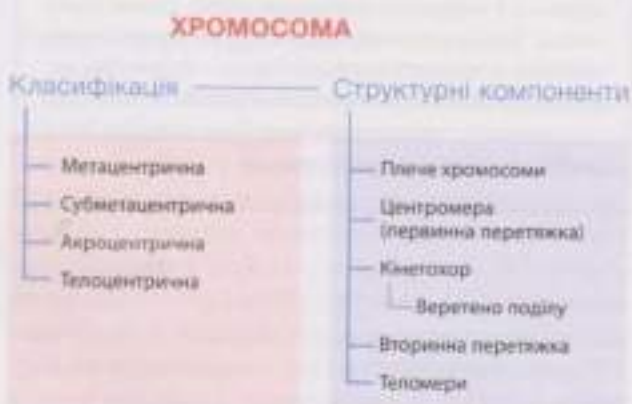 ХРОМОСОМА
Класифікація
Метацентрична
Субметацентрична
Акроцентрична
Телоцентрична
Структурні компоненти
Плече хромосоми
Центромера
(первинна перетяжка)
Кінетохор
Веретено поділу
Вторинна перетяжка
Теломери